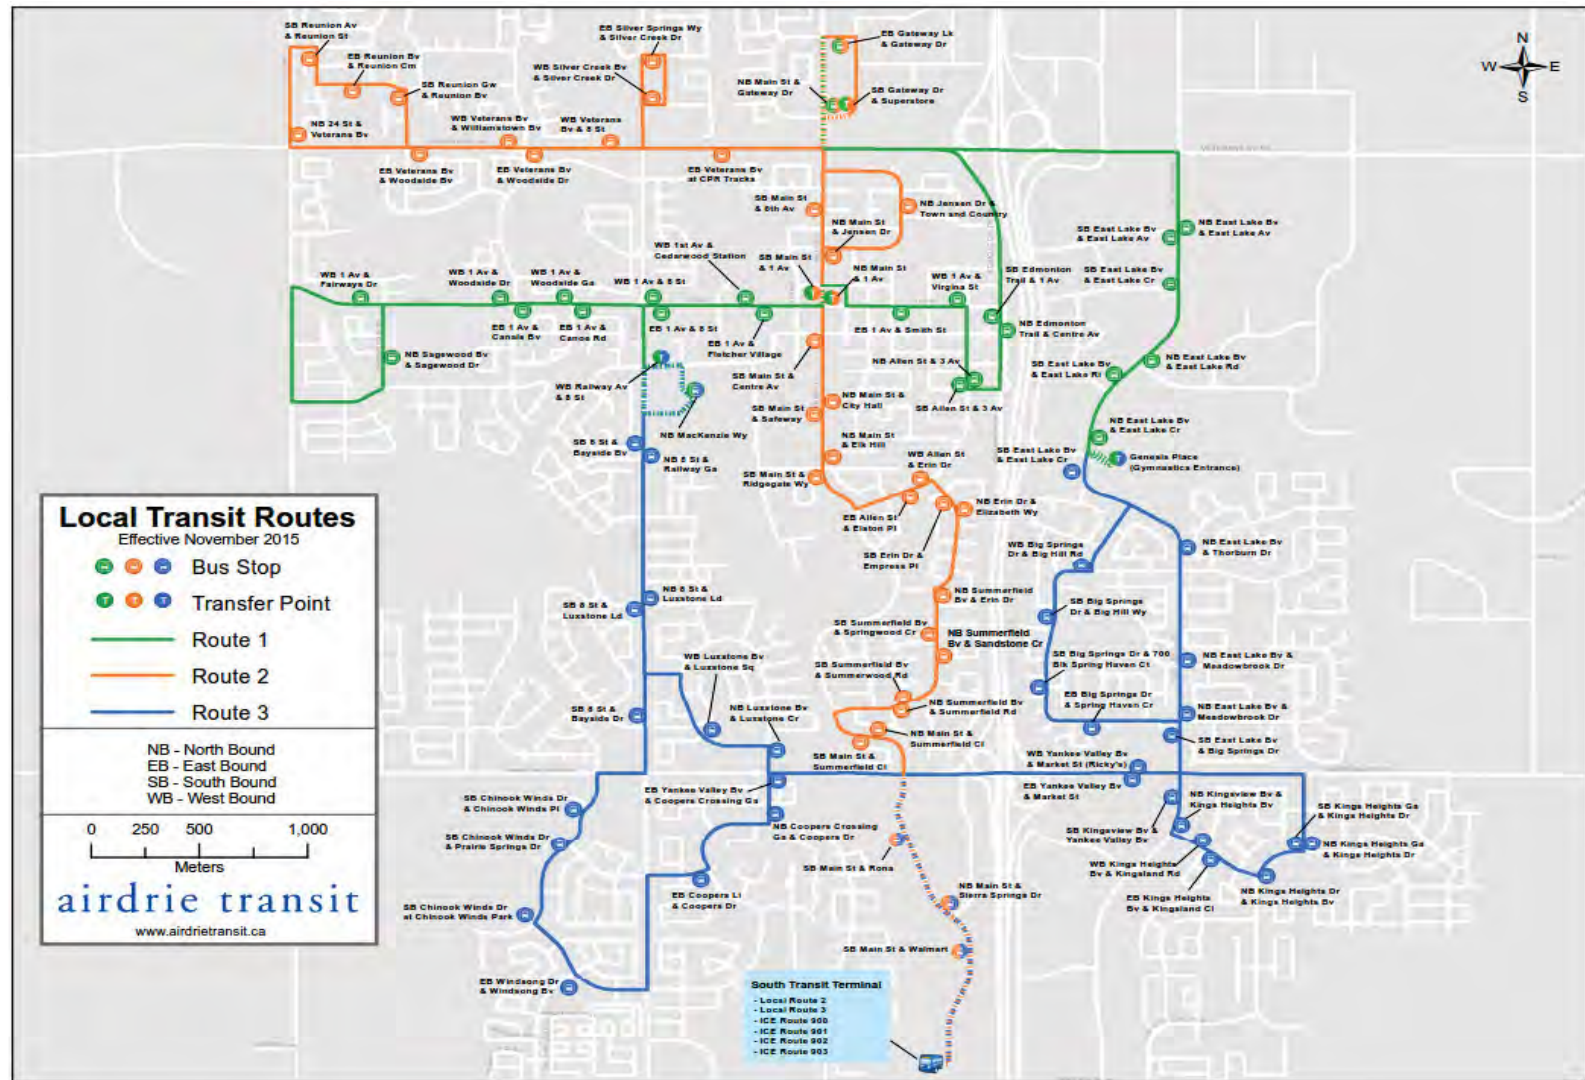 SB Reunion Av
& Reunion St
EB Reunion Bv
& Reunion Cm
SB Reunion Gw
& Reunion Bv
NB 24 St &
Veterans Bv
EB Silver Springs Wy
& Silver Creek Dr
WB Silver Creek Bv
& Silver Creek Dr
WB Veterans Bv
& Williamstown Bv
WB Veterans
Bv & 8 St
EB Veterans Bv
& Woodside Bv
EB Veterans Bv
& Woodside Dr
EB Veterans Bv
at CPR Tracks
EB Gateway Lk
& Gateway Dr
NB Main St &
Gateway Dr
SB Gateway Dr
& Superstore
N
W
E
S
SB Main St
& 8th Av
NB Jensen Dr &
Town and Country
NB Main St
& Jensen Dr
SB East Lake Bv
& East Lake Av
NB East Lake Bv
& East Lake Av
WB 1st Av &
Cedarwood Station
SB Main St
& 1 Av
NB Main St
& 1 Av
WB 1 Av &
Virgina St
SB Edmonton
Trail & 1 Av
SB East Lake Bv
& East Lake Cr
WB 1 Av &
Fairways Dr
WB 1 Av &
Woodside Dr
WB 1 Av &
Woodside Ga
WB 1 Av & 8 St
EB 1 Av &
Canals Bv
EB 1 Av &
Canoe Rd
EB 1 Av & 8 St
EB 1 Av &
Fletcher Village
EB 1 Av & Smith St
NB Edmonton
Trail & Centre Av
NB Sagewood Bv
& Sagewood Dr
WB Railway Av
& 8 St
SB Main St &
Centre Av
NB Allen St & 3 Av
SB Allen St & 3 Av
SB East Lake Bv
& East Lake Rl
NB East Lake Bv
& East Lake Rd
NB MacKenzie Wy
SB Main St
& Safeway
NB Main St &
City Hall
NB Main St
& Elk Hill
NB East Lake Bv
& East Lake Cr
SB 8 St &
Bayside Bv
NB 8 St &
Railway Ga
SB Main St &
Ridgegate Wy
WB Allen St
& Erin Dr
SB East Lake Bv
& East Lake Cr
Genesis Place
(Gymnastics Entrance)
EB Allen St
& Elston Pl
NB Erin Dr &
Elizabeth Wy
SB Erin Dr &
Empress Pl
WB Big Springs
Dr & Big Hill Rd
NB East Lake Bv
& Thorburn Dr
SB 8 St &
Luxstone Ld
NB 8 St &
Luxstone Ld
NB Summerfield
Bv & Erin Dr
SB Big Springs
Dr & Big Hill Wy
SB Summerfield Bv
& Springwood Cr
NB Summerfield
Bv & Sandstone Cr
SB Big Springs Dr & 700
Blk Spring Haven Ct
NB East Lake Bv &
Meadowbrook Dr
WB Luxstone Bv
& Luxstone Sq
SB Summerfield Bv
& Summerwood Rd
EB Big Springs Dr
& Spring Haven Cr
SB 8 St &
Bayside Dr
NB Luxstone Bv
& Luxstone Cr
NB Summerfield Bv
& Summerfield Rd
NB East Lake Bv &
Meadowbrook Dr
NB Main St &
Summerfield Cl
SB Main St &
Summerfield Cl
SB East Lake Bv
& Big Springs Dr
WB Yankee Valley Bv
& Market St (Ricky's)
EB Yankee Valley Bv
& Coopers Crossing Ga
EB Yankee Valley Bv
& Market St
NB Kingsview Bv &
Kings Heights Bv
SB Kings Heights Ga
& Kings Heights Dr
SB Chinook Winds Dr
& Chinook Winds Pl
SB Chinook Winds Dr
& Prairie Springs Dr
NB Coopers Crossing
Ga & Coopers Dr
SB Kingsview Bv &
Yankee Valley Bv
NB Kings Heights Ga
& Kings Heights Dr
SB Main St & Rona
WB Kings Heights
Bv & Kingsland Rd
EB Coopers Li
& Coopers Dr
NB Main St &
Sierra Springs Dr
EB Kings Heights
Bv & Kingsland Cl
NB Kings Heights Dr
& Kings Heights Bv
SB Chinook Winds Dr
at Chinook Winds Park
SB Main St & Walmart
EB Windsong Dr
& Windsong Bv
South Transit Terminal
- Local Route 2
- Local Route 3
- ICE Route 900
- ICE Route 901
- ICE Route 902
- ICE Route 903
Local Transit Routes
Effective November 2015
Bus Stop
T T T Transfer Point
Route 1
Route 2
Route 3
NB - North Bound
EB - East Bound
SB - South Bound
WB - West Bound
0 250 500 1,000
Meters
airdrie transit
www.airdrietransit.ca